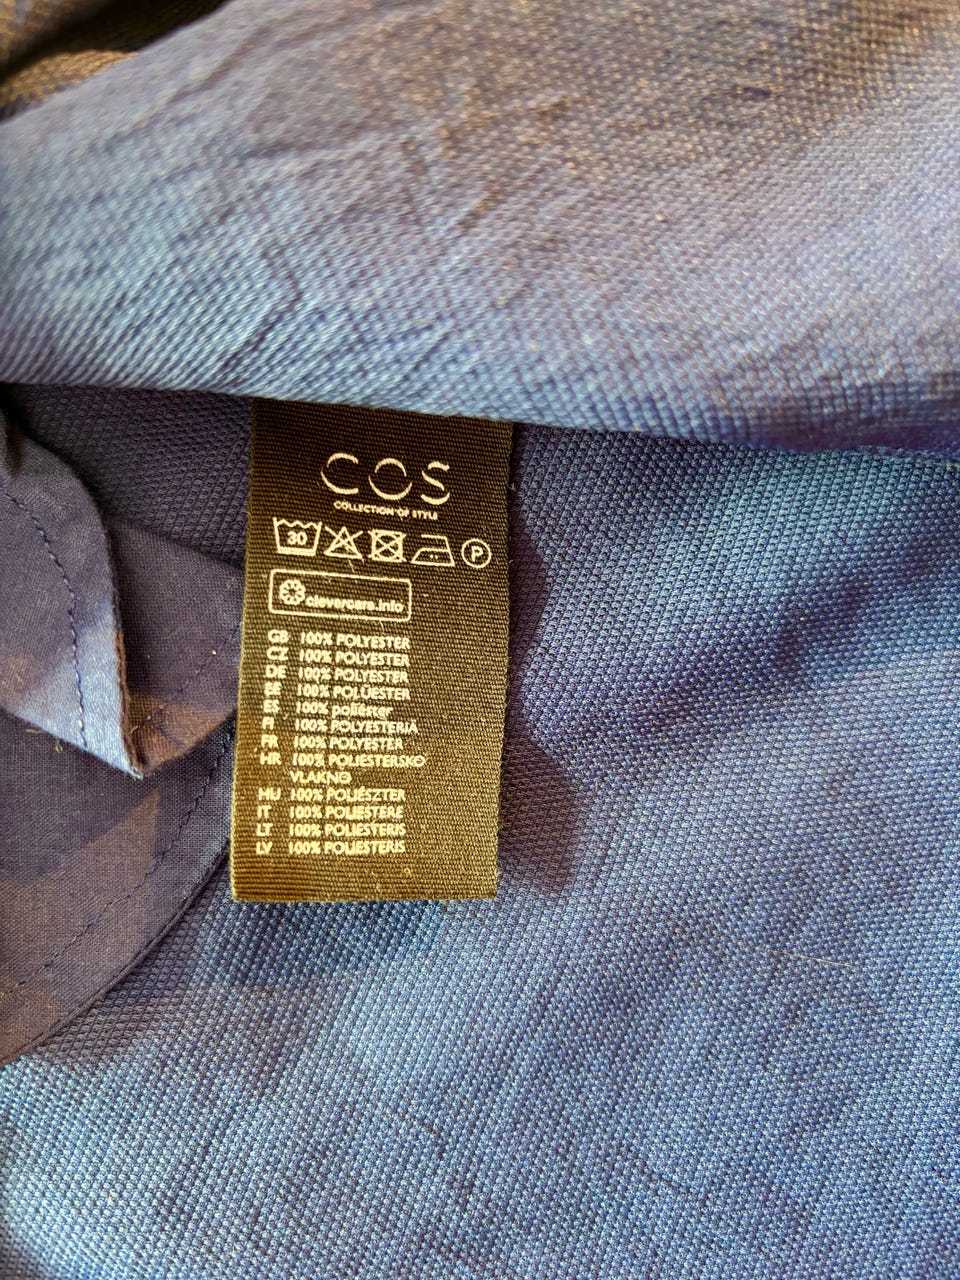 COS
COLLECTION OF STYLE
30
P
clevercare.info
GB 100% POLYESTER
CZ 100% POLYESTER
DE 100% POLYESTER
EE 100% POLÜESTER
ES 100% poliéster
FI 100% POLYESTERIA
FR 100% POLYESTER
HR 100% POLIESTERSKO
VLAKNO
HU 100% POLIÉSZTER
IT 100% POLIESTERE
LT 100% POLIESTERIS
LV 100% POLIESTERIS